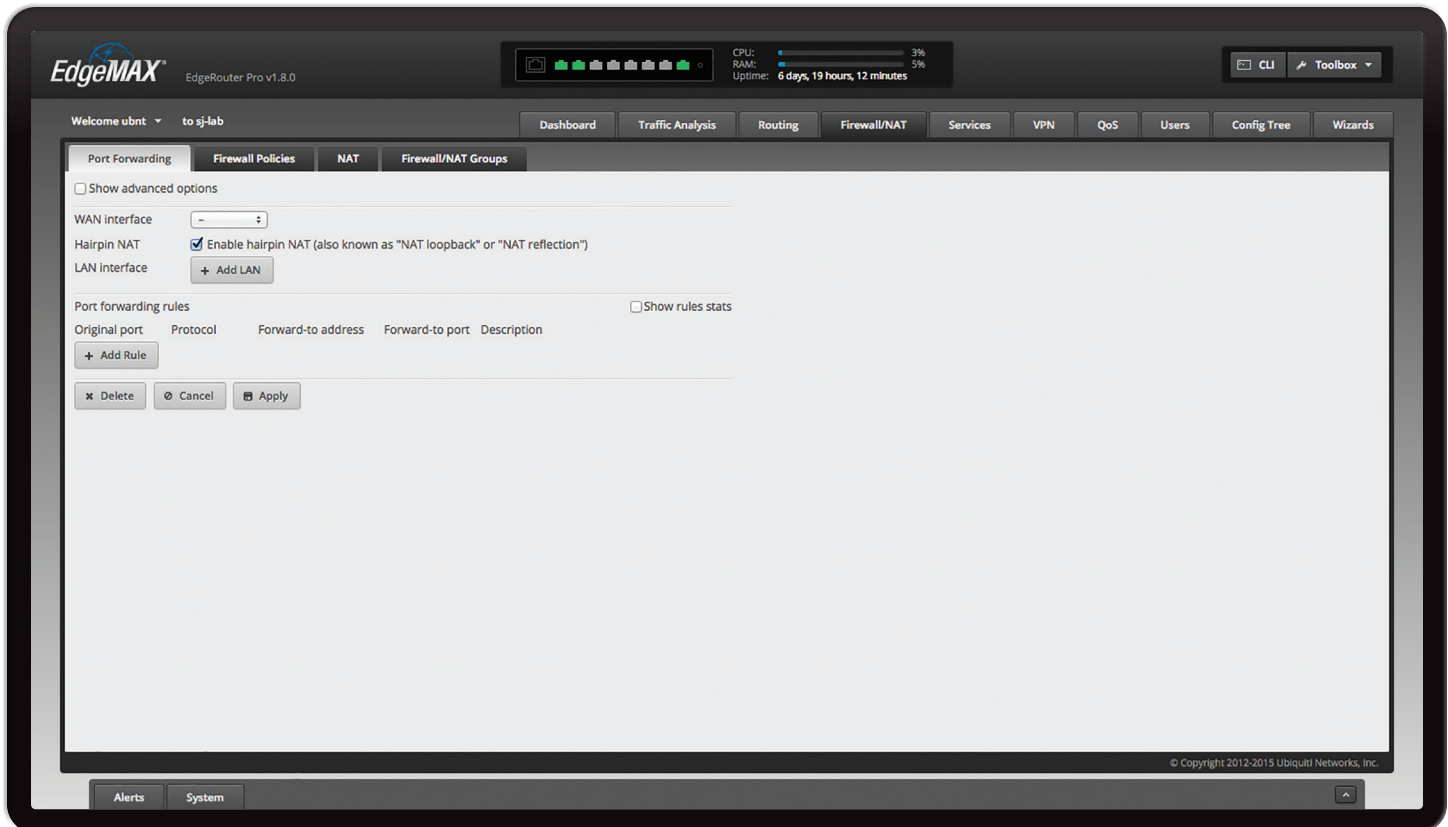 EdgeMAX® EdgeRouter Pro v1.8.0
CPU: 3%
RAM: 5%
Uptime: 6 days, 19 hours, 12 minutes
CLI Toolbox
Welcome ubnt to sj-lab
Dashboard Traffic Analysis Routing Firewall/NAT Services VPN QoS Users Config Tree Wizards
Port Forwarding Firewall Policies NAT Firewall/NAT Groups
Show advanced options
WAN interface -
Hairpin NAT Enable hairpin NAT (also known as "NAT loopback" or "NAT reflection")
LAN interface + Add LAN
Port forwarding rules Show rules stats
Original port Protocol Forward-to address Forward-to port Description
+ Add Rule
Delete Cancel Apply
© Copyright 2012-2015 Ubiquiti Networks, Inc.
Alerts System